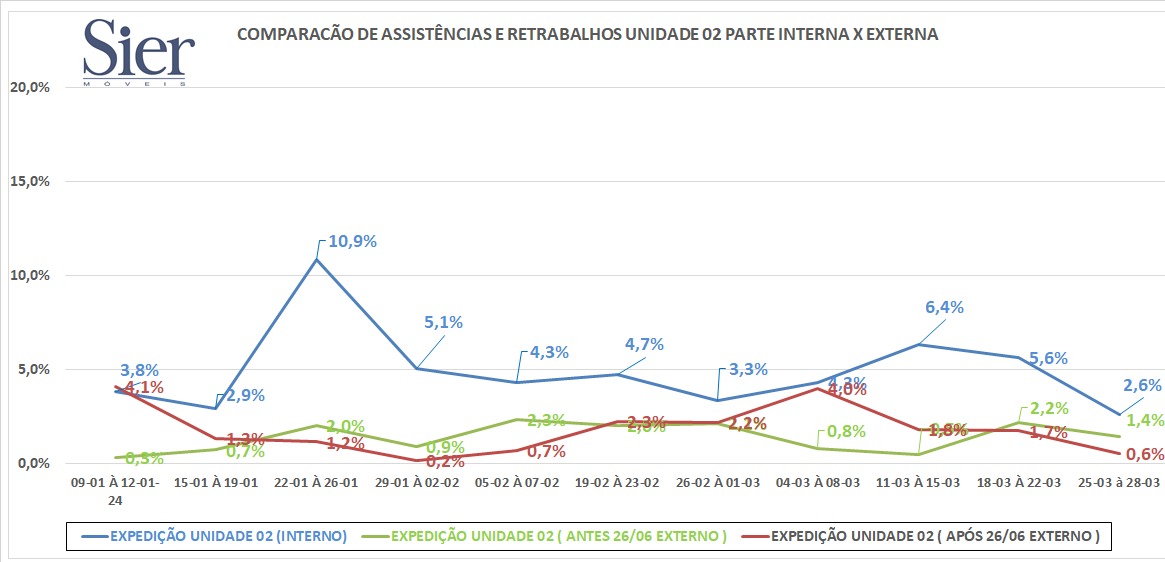 Sier
MOVEIS
COMPARACÃO DE ASSISTÊNCIAS E RETRABALHOS UNIDADE 02 PARTE INTERNA X EXTERNA
20,0%
15,0%
10,0%
5,0%
0,0%
10,9%
5,1%
4,3%
4,7%
3,3%
6,4%
5,6%
2,6%
3,8%
4,1%
2,9%
4,3%
4,0%
1,3%
0,7%
2,0%
1,2%
0,9%
0,2%
2,3%
0,7%
2,3%
2,2%
0,8%
1,8%
2,2%
1,7%
1,4%
0,6%
0,3%
09-01 À 12-01-
24
15-01 À 19-01
22-01 À 26-01
29-01 À 02-02
05-02 À 07-02
19-02 À 23-02
26-02 À 01-03
04-03 À 08-03
11-03 À 15-03
18-03 À 22-03
25-03 à 28-03
EXPEDIÇÃO UNIDADE 02 (INTERNO)
EXPEDIÇÃO UNIDADE 02 ( ANTES 26/06 EXTERNO )
EXPEDIÇÃO UNIDADE 02 ( APÓS 26/06 EXTERNO )